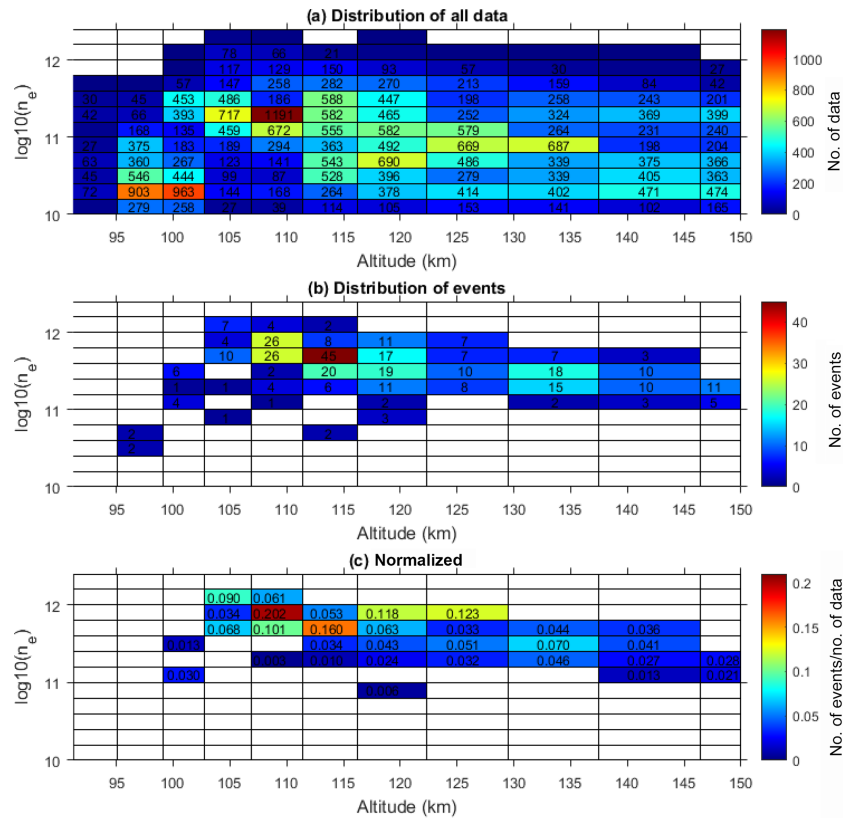 (a) Distribution of all data
12
11
10
log10(n_e)
78 66 21
117 129 150 93 57 30 27
57 147 258 282 270 213 159 84 42
30 45 453 486 186 588 447 198 258 243 201
42 66 393 717 1191 582 465 252 324 369 399
168 135 459 672 555 582 579 264 231 240
27 375 183 189 294 363 492 669 687 198 204
63 360 267 123 141 543 690 486 339 375 366
45 546 444 99 87 528 396 279 339 405 363
72 903 963 144 168 264 378 414 402 471 474
279 258 27 39 114 105 153 141 102 165
95 100 105 110 115 120 125 130 135 140 145 150
Altitude (km)
1000
800
600
400
200
0
No. of data
(b) Distribution of events
12
11
10
log10(n_e)
7 4 2
4 26 8 11 7
10 26 45 17 7 7 3
6 2 20 19 10 18 10
1 1 4 6 11 8 15 10 11
4 1 2 2 3 5
1 3
2 2
2
95 100 105 110 115 120 125 130 135 140 145 150
Altitude (km)
40
30
20
10
0
No. of events
(c) Normalized
12
11
10
log10(n_e)
0.090 0.061
0.034 0.202 0.053 0.118 0.123
0.068 0.101 0.160 0.063 0.033 0.044 0.036
0.013 0.034 0.043 0.051 0.070 0.041
0.003 0.010 0.024 0.032 0.046 0.027 0.028
0.030 0.013 0.021
0.006
95 100 105 110 115 120 125 130 135 140 145 150
Altitude (km)
0.2
0.15
0.1
0.05
0
No. of events/no. of data